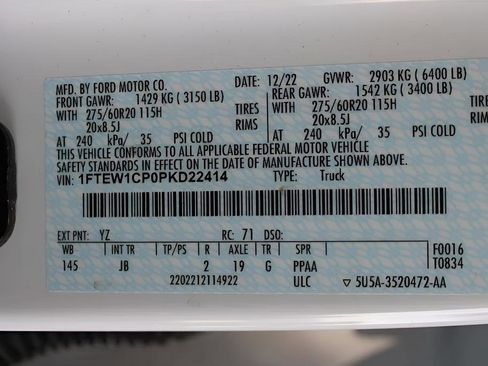 MFD. BY FORD MOTOR CO.
DATE: 12/22 GVWR: 2903 KG ( 6400 LB)
FRONT GAWR: 1429 KG ( 3150 LB) REAR GAWR: 1542 KG ( 3400 LB)
WITH 275/60R20 115H TIRES WITH 275/60R20 115H TIRES
20x8.5J RIMS 20x8.5J RIMS
AT 240 kPa/ 35 PSI COLD AT 240 kPa/ 35 PSI COLD
THIS VEHICLE CONFORMS TO ALL APPLICABLE FEDERAL MOTOR VEHICLE
SAFETY STANDARDS IN EFFECT ON THE DATE OF MANUFACTURE SHOWN ABOVE.
VIN: 1FTEW1CP0PKD22414 TYPE: Truck
EXT PNT: YZ RC: 71 DSO: F0016
WB INT TR TP/PS R AXLE TR SPR T0834
145 JB 2 19 G PPAA
2202212114922 ULC 5U5A-3520472-AA